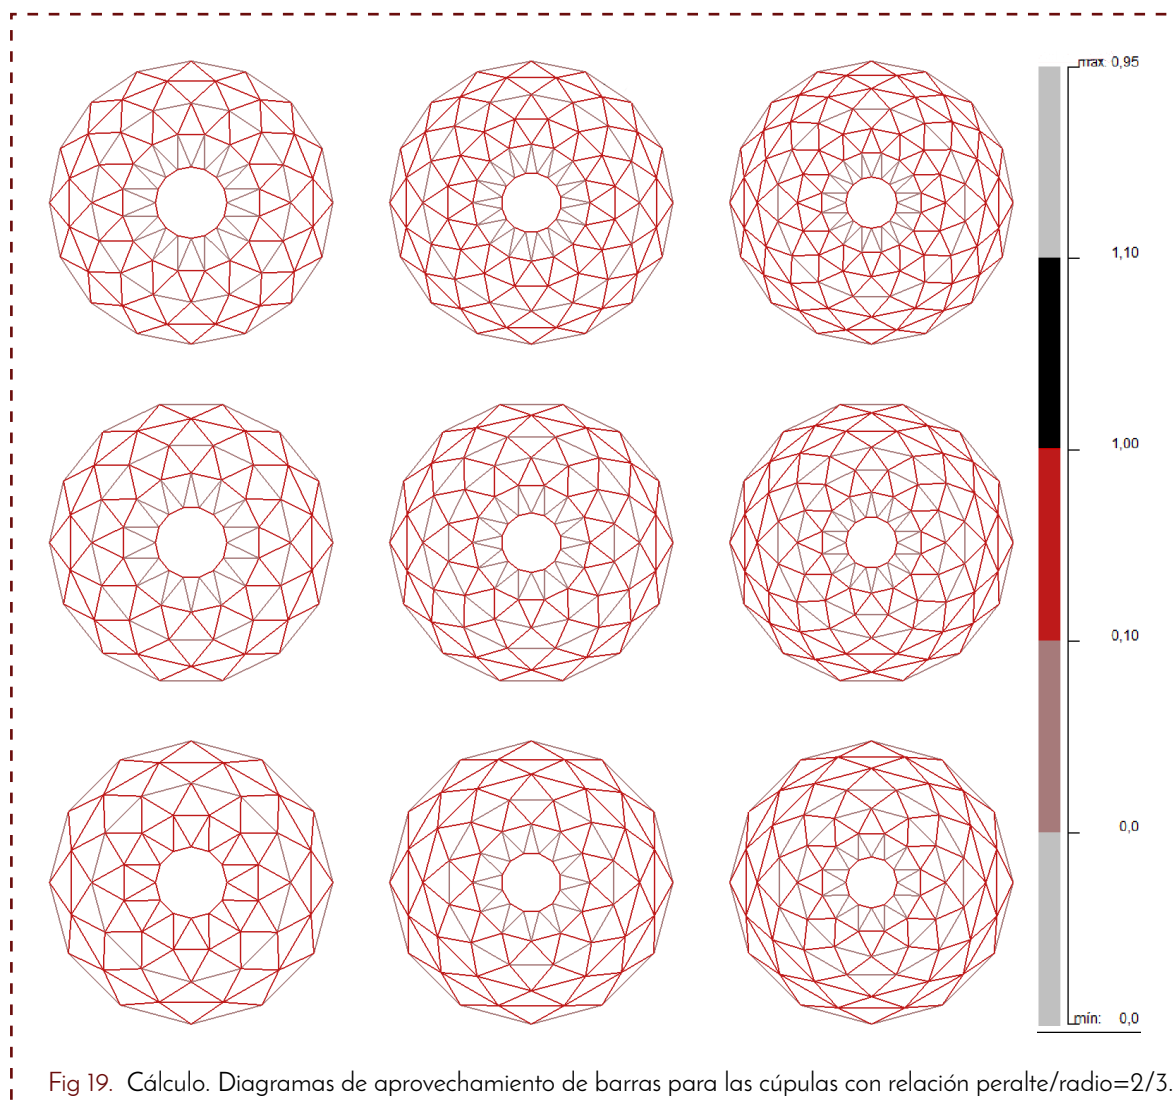 max: 0,95
1,10
1,00
0,10
0,0
mín: 0,0
Fig 19. Cálculo. Diagramas de aprovechamiento de barras para las cúpulas con relación peralte/radio=2/3.